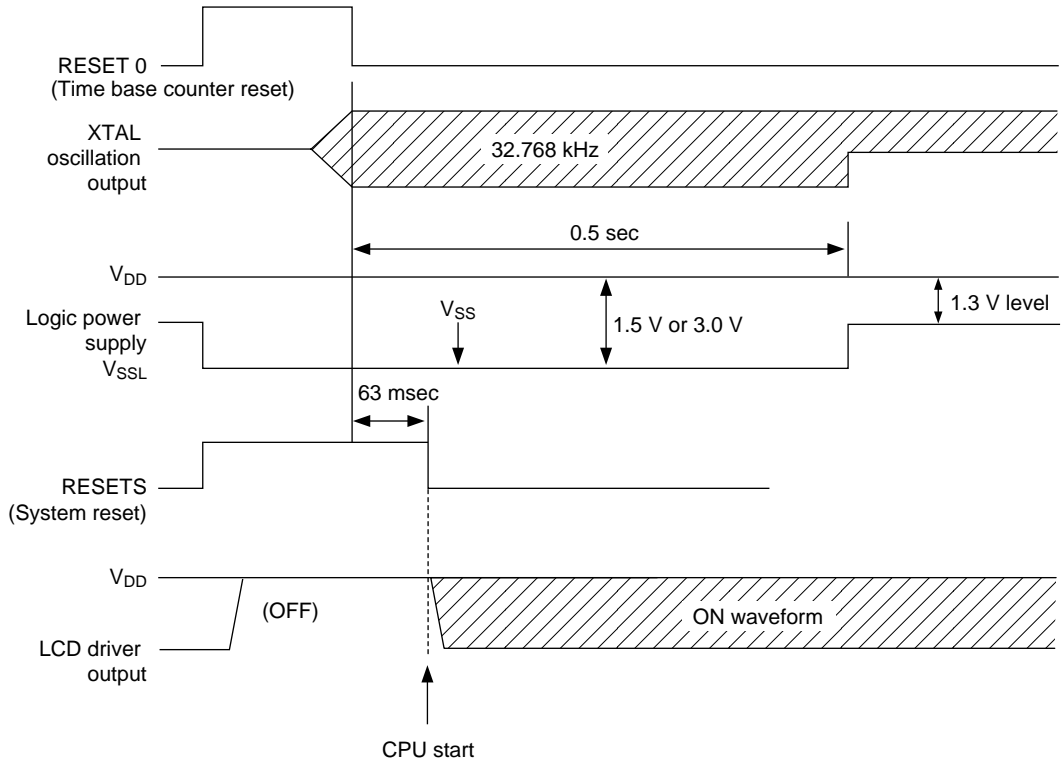 RESET 0
(Time base counter reset)
XTAL
oscillation
output
32.768 kHz
0.5 sec
VDD
Logic power
supply
VSSL
VSS
1.5 V or 3.0 V
1.3 V level
63 msec
RESETS
(System reset)
VDD
(OFF)
ON waveform
LCD driver
output
CPU start